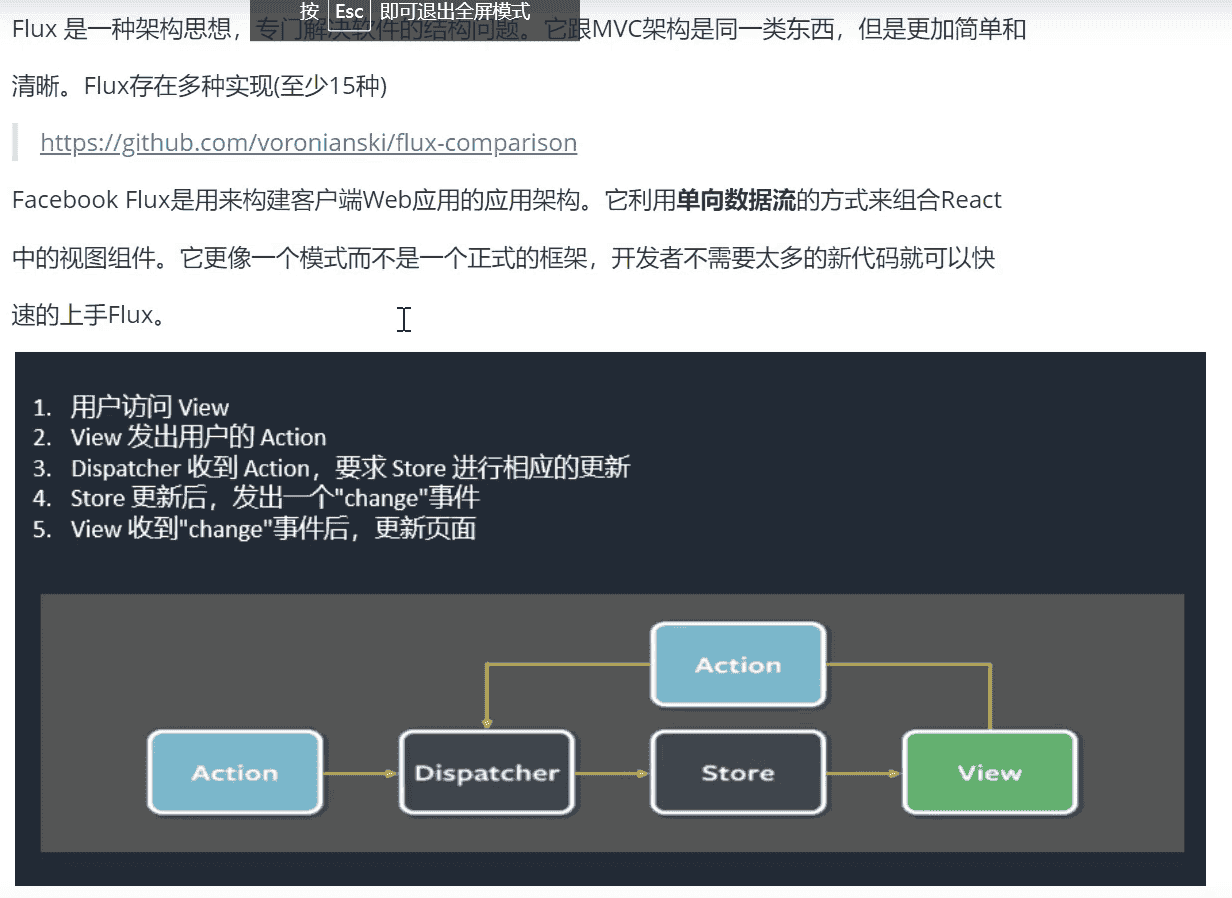 按 Esc 即可退出全屏模式
Flux 是一种架构思想，专门解决软件的结构问题。它跟MVC架构是同一类东西，但是更加简单和
清晰。Flux存在多种实现(至少15种)
https://github.com/voronianski/flux-comparison
Facebook Flux是用来构建客户端Web应用的应用架构。它利用单向数据流的方式来组合React
中的视图组件。它更像一个模式而不是一个正式的框架，开发者不需要太多的新代码就可以快
速的上手Flux。
1. 用户访问 View
2. View 发出用户的 Action
3. Dispatcher 收到 Action，要求 Store 进行相应的更新
4. Store 更新后，发出一个"change"事件
5. View 收到"change"事件后，更新页面
Action
Action
Dispatcher
Store
View